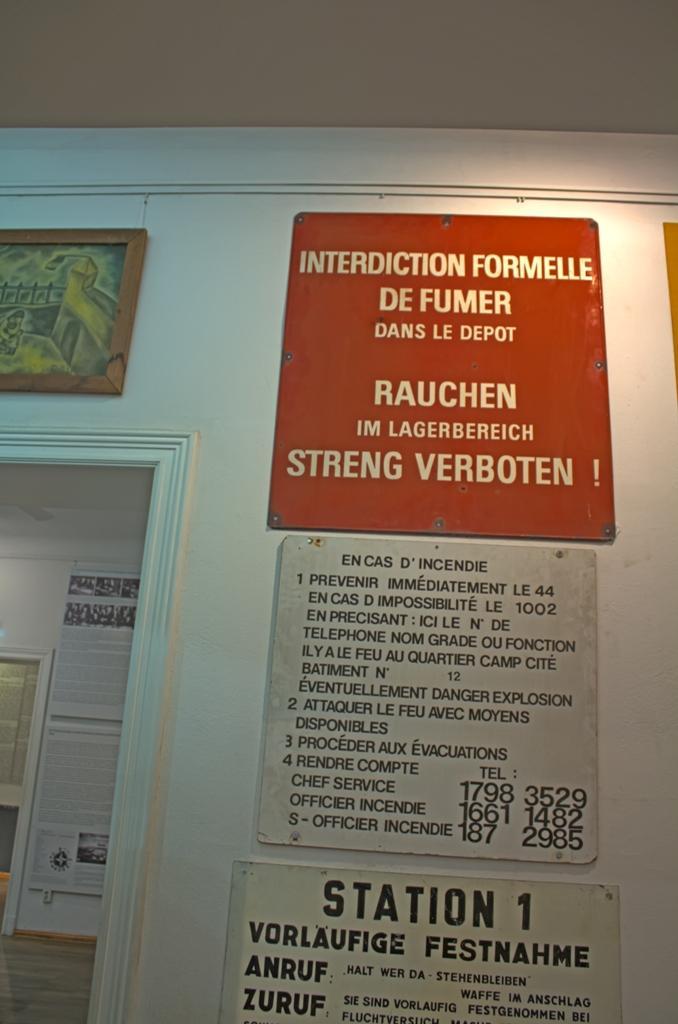 INTERDICTION FORMELLE
DE FUMER
DANS LE DEPOT
RAUCHEN
IM LAGERBEREICH
STRENG VERBOTEN !
EN CAS D'INCENDIE
1 PREVENIR IMMÉDIATEMENT LE 44
EN CAS D IMPOSSIBILITÉ LE 1002
EN PRECISANT : ICI LE N° DE
TELEPHONE NOM GRADE OU FONCTION
IL Y A LE FEU AU QUARTIER CAMP CITÉ
BATIMENT N° 12
ÉVENTUELLEMENT DANGER EXPLOSION
2 ATTAQUER LE FEU AVEC MOYENS
DISPONIBLES
3 PROCÉDER AUX ÉVACUATIONS
4 RENDRE COMPTE TEL :
CHEF SERVICE 1798 3529
OFFICIER INCENDIE 1661 1482
S-OFFICIER INCENDIE 187 2985
STATION 1
VORLÄUFIGE FESTNAHME
ANRUF: "HALT WER DA - STEHENBLEIBEN"
WAFFE IM ANSCHLAG
ZURUF: SIE SIND VORLÄUFIG FESTGENOMMEN BEI
FLUCHTVERSUCH